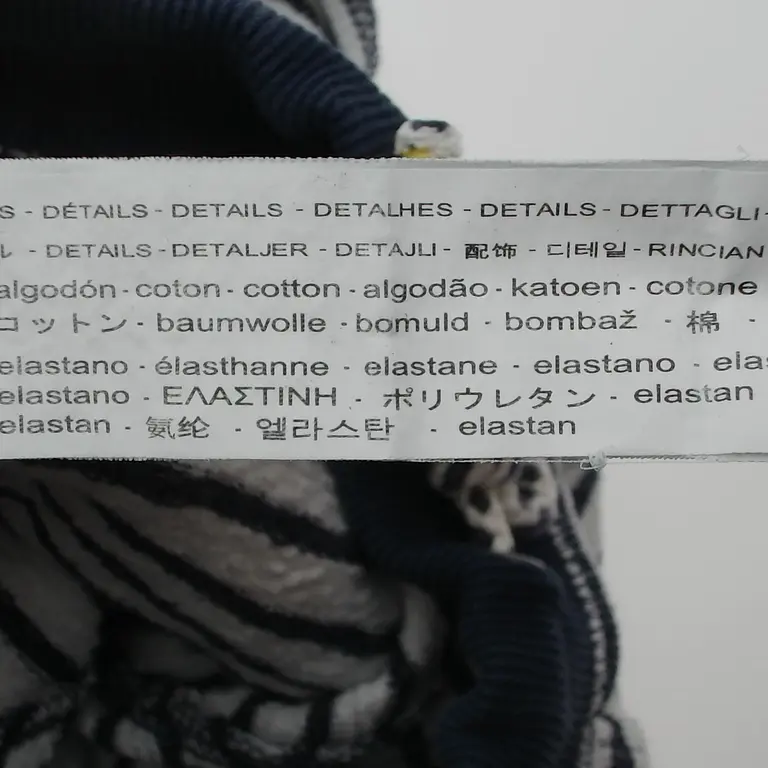 S - DÉTAILS - DETAILS - DETALHES - DETAILS - DETTAGLI -
- DETAILS - DETALJER - DETAJLI - 配饰 - 디테일 - RINCIAN
algodón · coton · cotton · algodão · katoen · cotone
コットン · baumwolle · bomuld · bombaž · 棉 ·
elastano · élasthanne · elastane · elastano · ela
elastano · ΕΛΑΣΤΙΝΗ · ポリウレタン · elastan
elastan · 氨纶 · 엘라스탄 · elastan